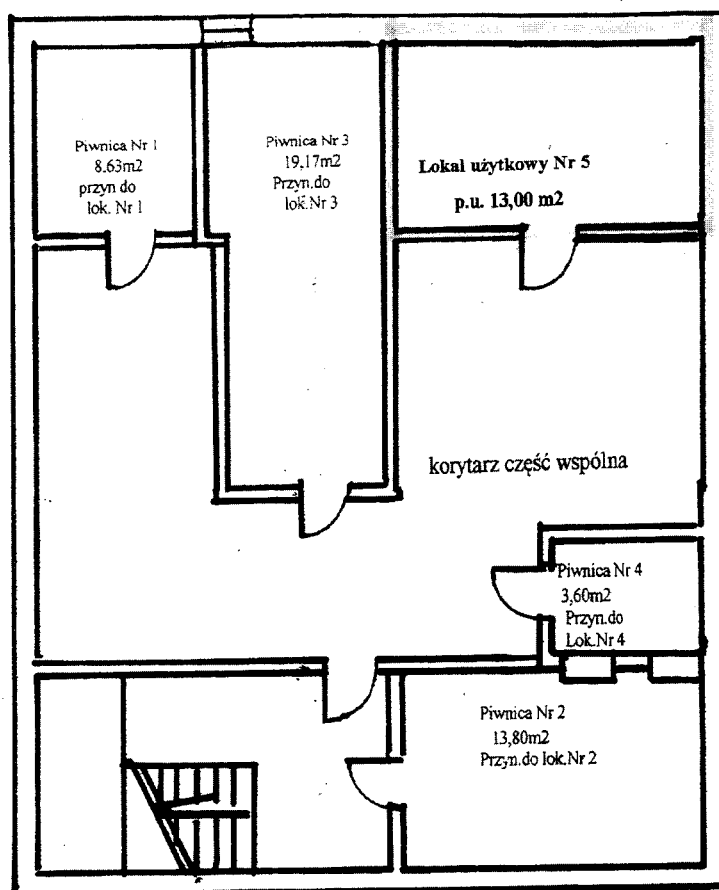 Piwnica Nr 1
8.63m2
przyn do
lok. Nr 1
Piwnica Nr 3
19,17m2
Przyn.do
lok.Nr 3
Lokal użytkowy Nr 5
p.u. 13,00 m2
korytarz część wspólna
Piwnica Nr 4
3,60m2
Przyn.do
Lok.Nr 4
Piwnica Nr 2
13,80m2
Przyn.do lok.Nr 2